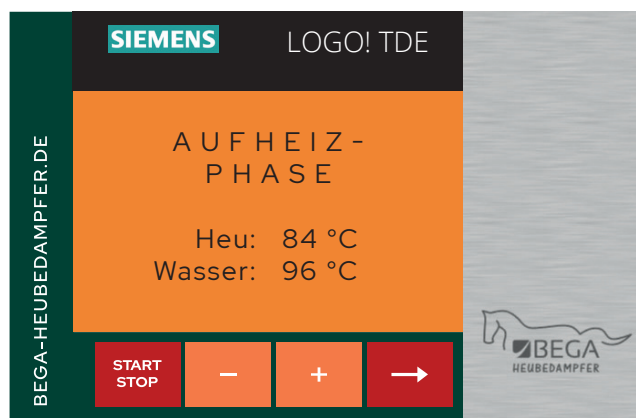 SIEMENS LOGO! TDE
AUFHEIZ-
PHASE
Heu: 84 °C
Wasser: 96 °C
START
STOP
− + →
BEGA-HEUBEDAMPFER.DE
BEGA
HEUBEDAMPFER